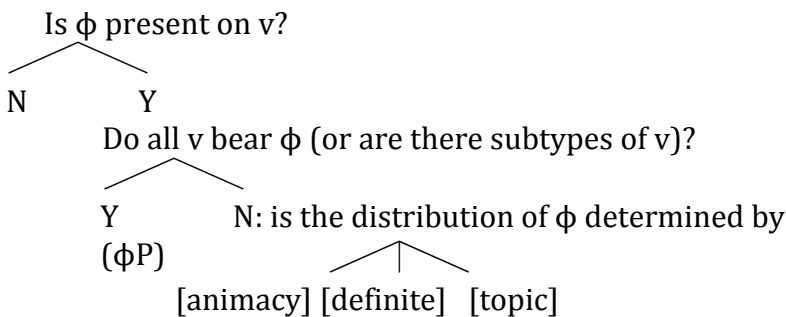 Is ϕ present on v?
N Y
Do all v bear ϕ (or are there subtypes of v)?
Y N: is the distribution of ϕ determined by
(ϕP)
[animacy] [definite] [topic]